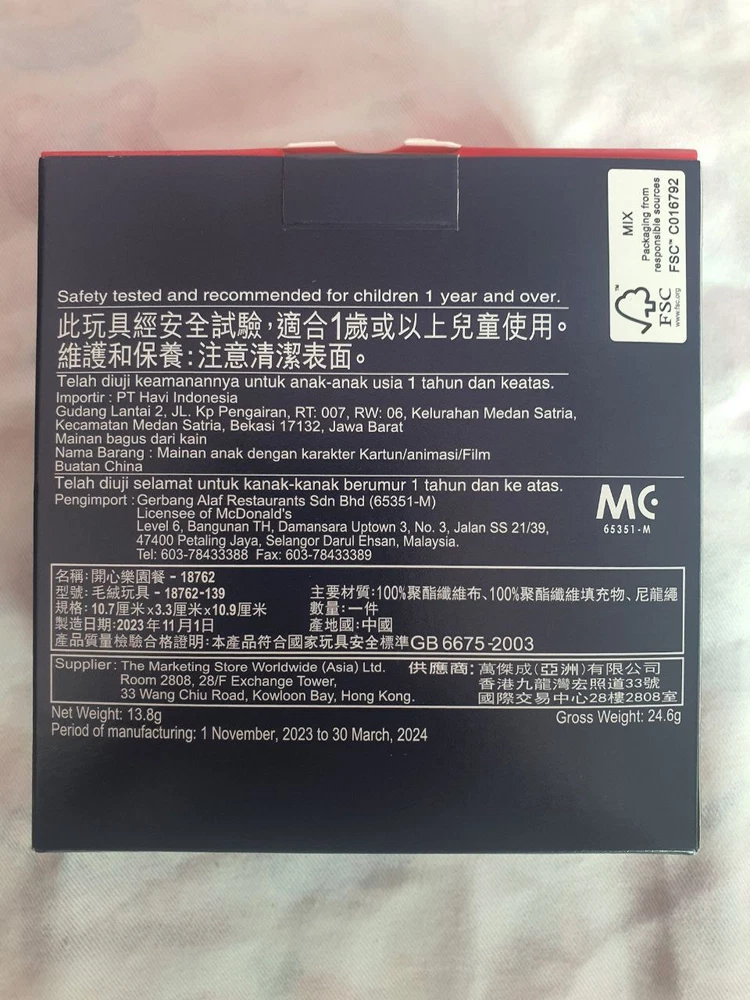 MIX
Packaging from
responsible sources
FSC™ C016792
FSC
www.fsc.org
Safety tested and recommended for children 1 year and over.
此玩具經安全試驗，適合1歲或以上兒童使用。
維護和保養：注意清潔表面。
Telah diuji keamanannya untuk anak-anak usia 1 tahun dan keatas.
Importir : PT Havi Indonesia
Gudang Lantai 2, JL. Kp Pengairan, RT: 007, RW: 06, Kelurahan Medan Satria,
Kecamatan Medan Satria, Bekasi 17132, Jawa Barat
Mainan bagus dari kain
Nama Barang : Mainan anak dengan karakter Kartun/animasi/Film
Buatan China
Telah diuji selamat untuk kanak-kanak berumur 1 tahun dan ke atas.
Pengimport : Gerbang Alaf Restaurants Sdn Bhd (65351-M)
Licensee of McDonald's
Level 6, Bangunan TH, Damansara Uptown 3, No. 3, Jalan SS 21/39,
47400 Petaling Jaya, Selangor Darul Ehsan, Malaysia.
Tel: 603-78433388 Fax: 603-78433389
MC
65351-M
名稱：開心樂園餐 - 18762
型號：毛絨玩具 - 18762-139 主要材質：100%聚酯纖維布、100%聚酯纖維填充物、尼龍繩
規格：10.7厘米x3.3厘米x10.9厘米 數量：一件
製造日期：2023年11月1日 產地國：中國
產品質量檢驗合格證明：本產品符合國家玩具安全標準GB 6675-2003
Supplier : The Marketing Store Worldwide (Asia) Ltd. 供應商：萬傑成(亞洲)有限公司
Room 2808, 28/F Exchange Tower, 香港九龍灣宏照道33號
33 Wang Chiu Road, Kowloon Bay, Hong Kong. 國際交易中心28樓2808室
Net Weight: 13.8g Gross Weight: 24.6g
Period of manufacturing: 1 November, 2023 to 30 March, 2024